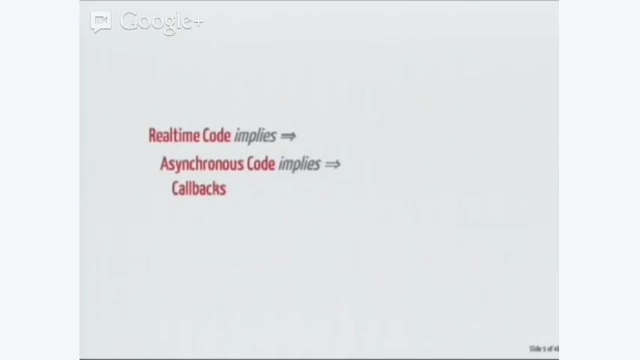 Google+
Realtime Code implies ⇒
Asynchronous Code implies ⇒
Callbacks